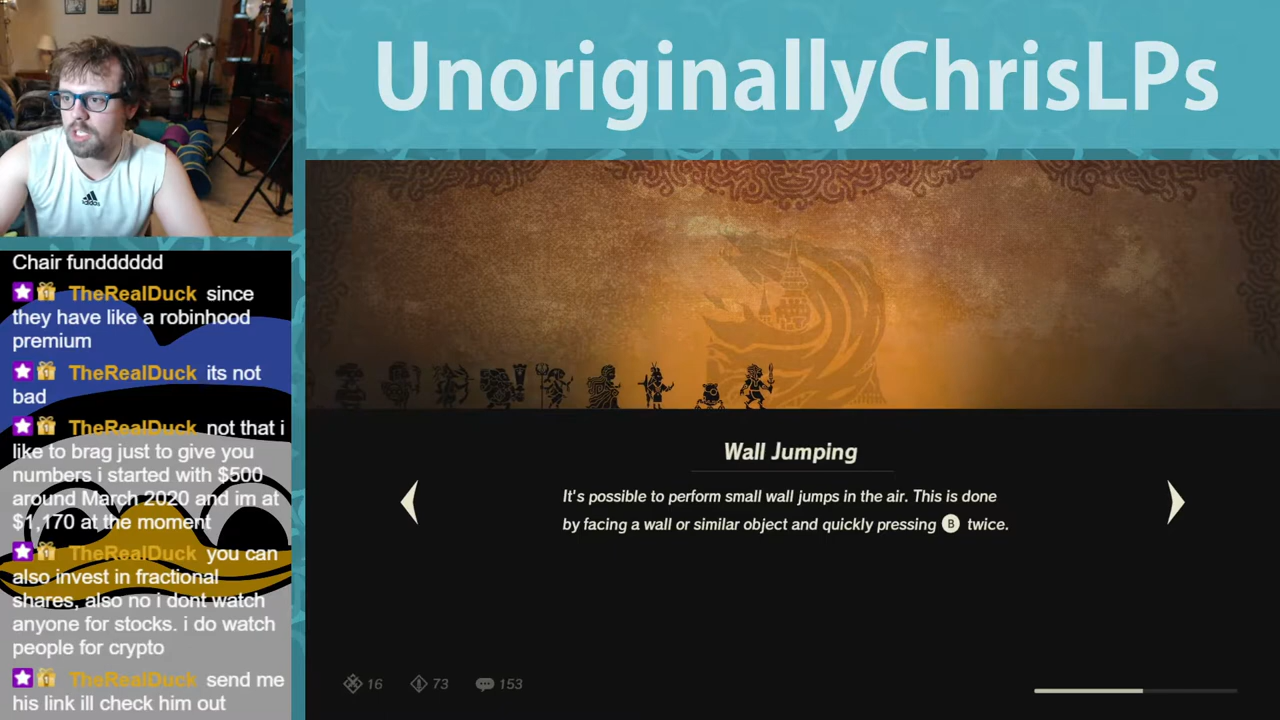 UnoriginallyChrisLPs
adidas
Chair fundddddd
TheRealDuck since
they have like a robinhood
premium
TheRealDuck its not
bad
TheRealDuck not that i
like to brag just to give you
numbers i started with $500
around March 2020 and im at
$1,170 at the moment
TheRealDuck you can
also invest in fractional
shares, also no i dont watch
anyone for stocks. i do watch
people for crypto
TheRealDuck send me
his link ill check him out
Wall Jumping
It's possible to perform small wall jumps in the air. This is done
by facing a wall or similar object and quickly pressing B twice.
16 73 153